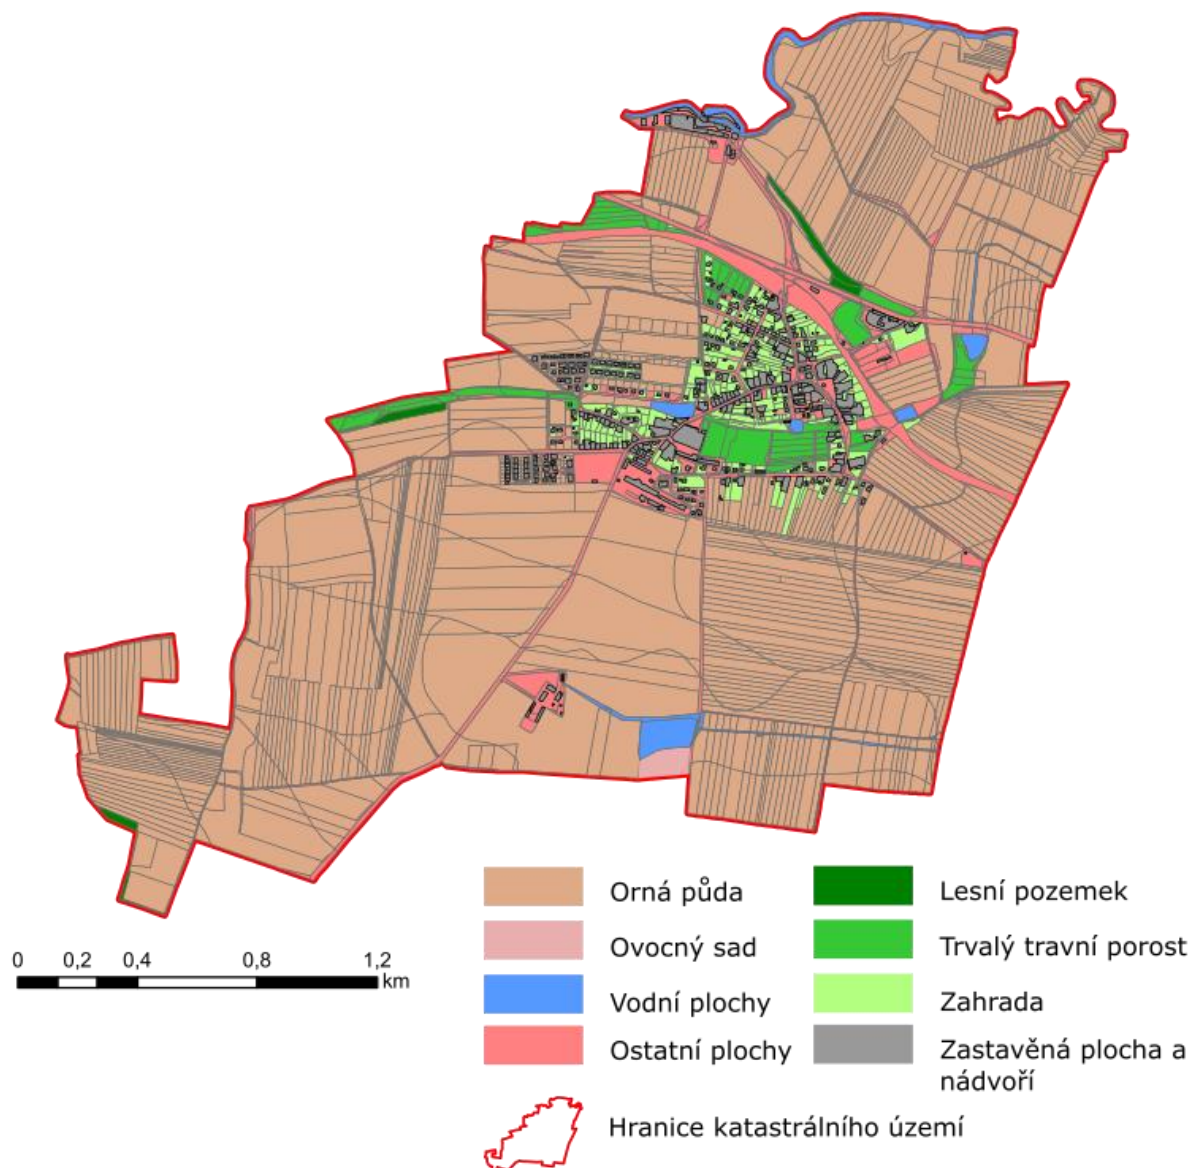 Orná půda
Ovocný sad
Vodní plochy
Ostatní plochy
Lesní pozemek
Trvalý travní porost
Zahrada
Zastavěná plocha a
nádvoří
Hranice katastrálního území
0 0,2 0,4 0,8 1,2
km